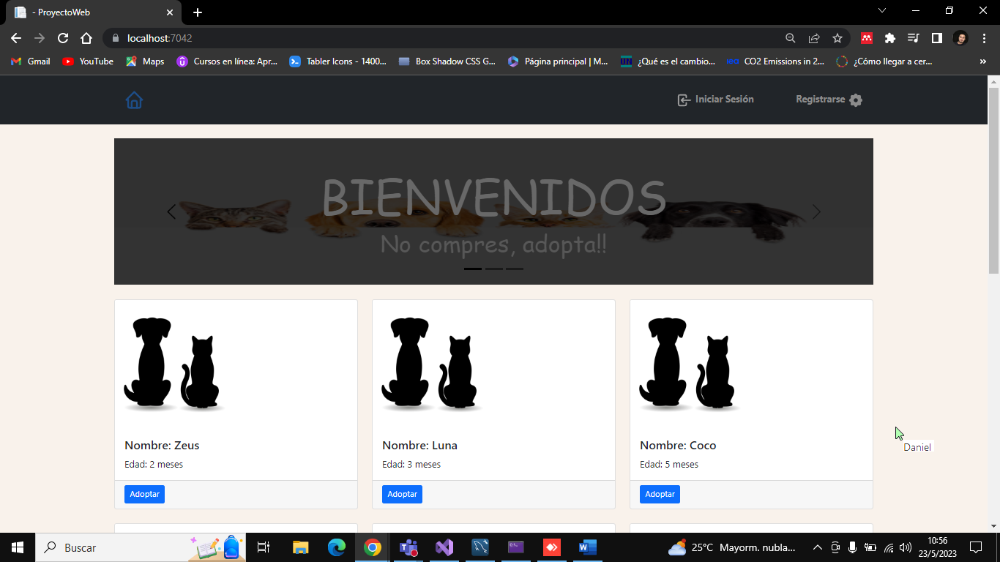 - ProyectoWeb
localhost:7042
Gmail
YouTube
Maps
Cursos en línea: Apr...
Tabler Icons - 1400...
Box Shadow CSS G...
Página principal | M...
¿Qué es el cambio...
CO2 Emissions in 2...
¿Cómo llegar a cer...
»
Iniciar Sesión
Registrarse
BIENVENIDOS
No compres, adopta!!
Nombre: Zeus
Edad: 2 meses
Adoptar
Nombre: Luna
Edad: 3 meses
Adoptar
Nombre: Coco
Edad: 5 meses
Adoptar
Daniel
Buscar
25°C Mayorm. nubla...
10:56
23/5/2023